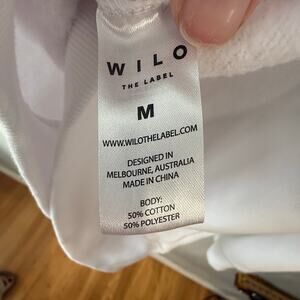 WILO
THE LABEL
M
WWW.WILOTHELABEL.COM
DESIGNED IN
MELBOURNE, AUSTRALIA
MADE IN CHINA
BODY:
50% COTTON
50% POLYESTER